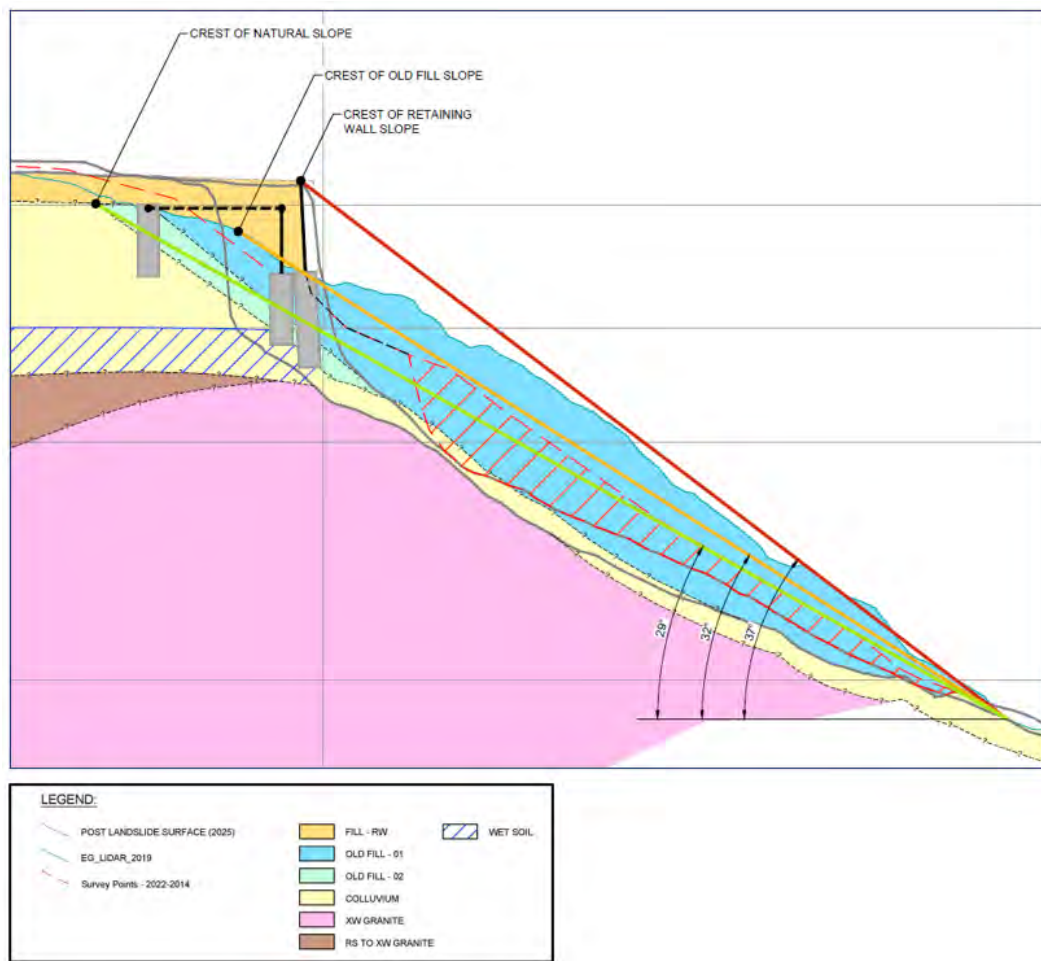 CREST OF NATURAL SLOPE
CREST OF OLD FILL SLOPE
CREST OF RETAINING
WALL SLOPE
29°
32°
37°
LEGEND:
POST LANDSLIDE SURFACE (2025)
EG_LiDAR_2019
Survey Points - 2022-2014
FILL - RW
OLD FILL - 01
OLD FILL - 02
COLLUVIUM
XW GRANITE
RS TO XW GRANITE
WET SOIL